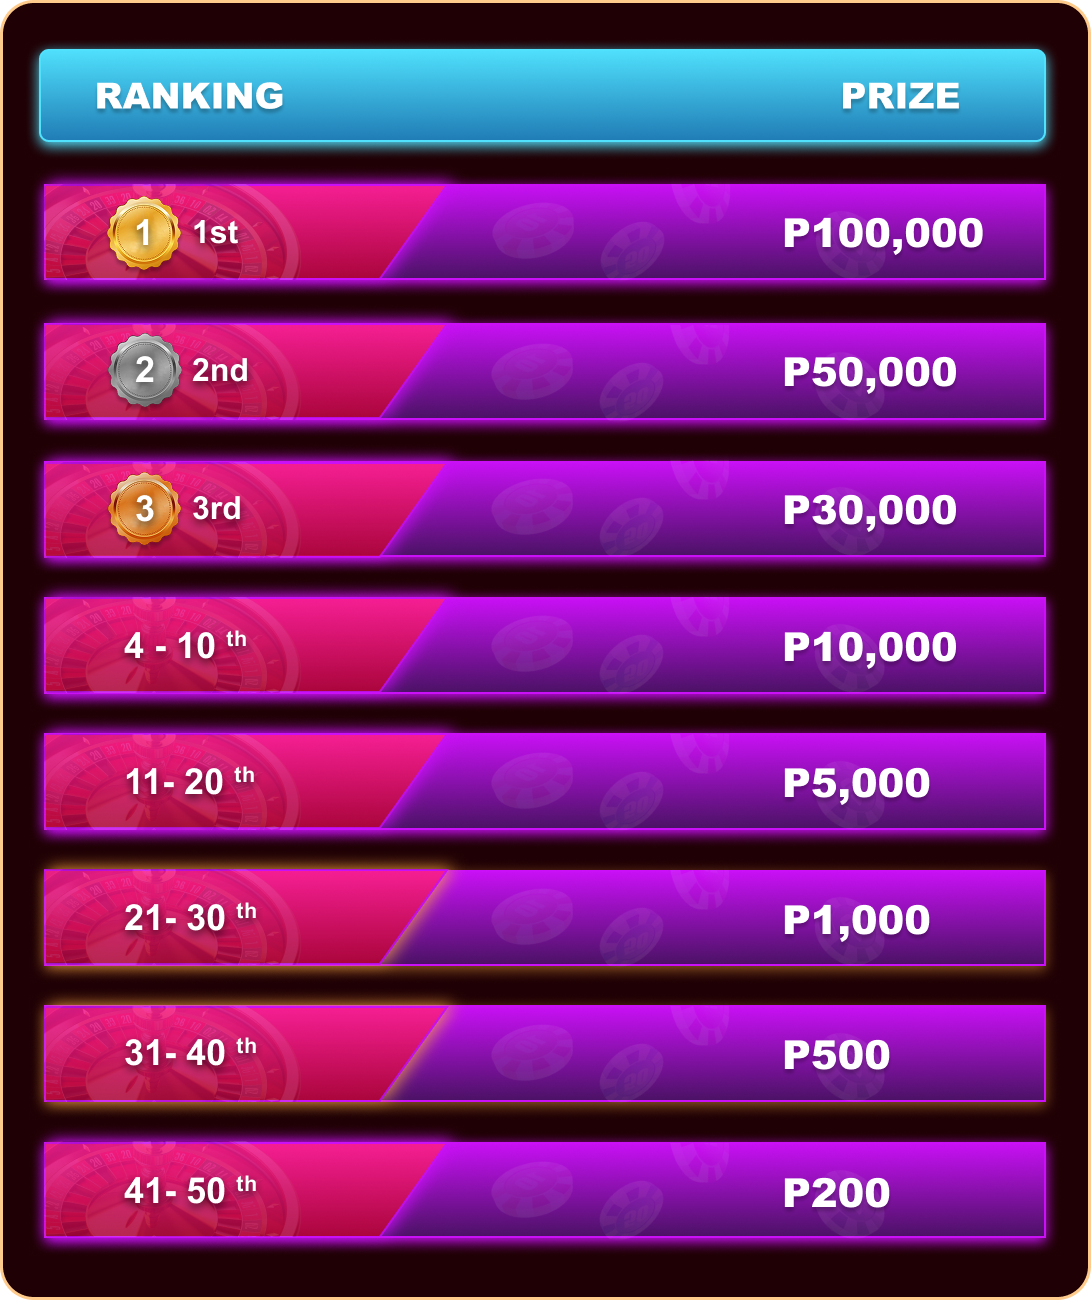 RANKING PRIZE
1 1st P100,000
2 2nd P50,000
3 3rd P30,000
4 - 10 th P10,000
11- 20 th P5,000
21- 30 th P1,000
31- 40 th P500
41- 50 th P200